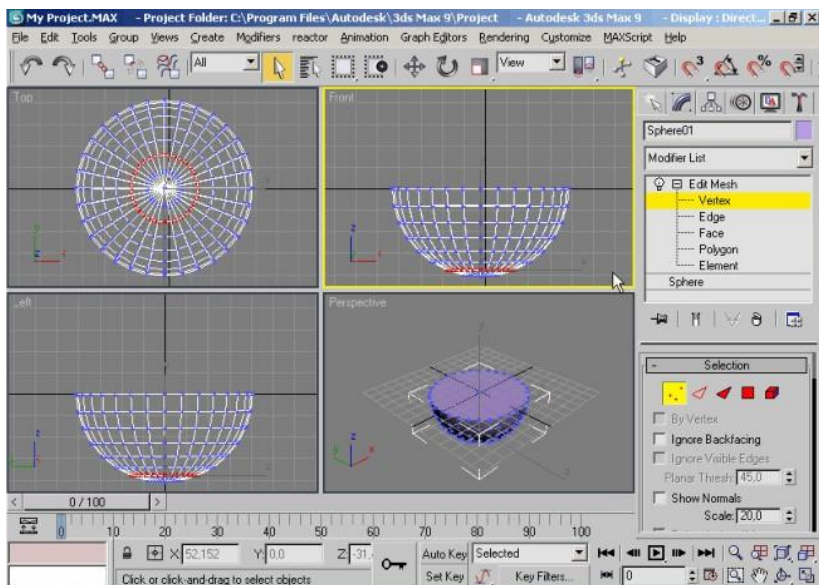 My Project.MAX - Project Folder: C:\Program Files\Autodesk\3ds Max 9\Project - Autodesk 3ds Max 9 - Display : Direct...
File Edit Tools Group Views Create Modifiers reactor Animation Graph Editors Rendering Customize MAXScript Help
All View
Top Front
Sphere01
Modifier List
Edit Mesh
Vertex
Edge
Face
Polygon
Element
Sphere
Left Perspective
- Selection
By Vertex
Ignore Backfacing
Ignore Visible Edges
Planar Thresh: 45,0
Show Normals
Scale: 20,0
< 0 / 100 >
0 10 20 30 40 50 60 70 80 90 100
X: 52,152 Y: 0,0 Z: -31, Auto Key Selected
Click or click-and-drag to select objects Set Key Key Filters... 0